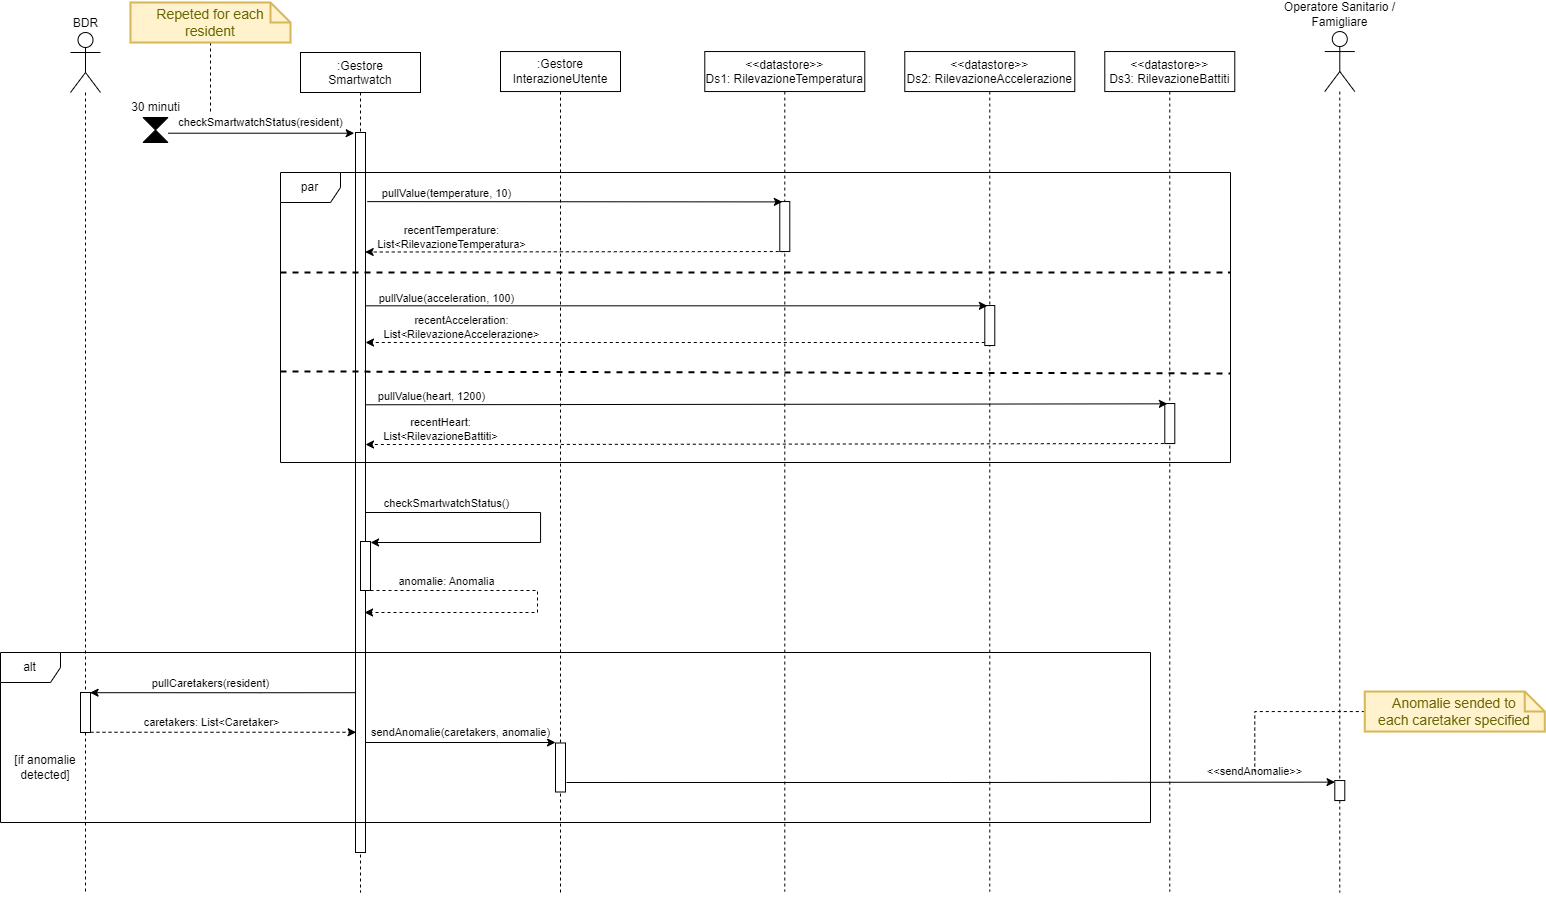 BDR
Repeted for each
resident
Operatore Sanitario /
Famigliare
:Gestore
Smartwatch
:Gestore
InterazioneUtente
<<datastore>>
Ds1: RilevazioneTemperatura
<<datastore>>
Ds2: RilevazioneAccelerazione
<<datastore>>
Ds3: RilevazioneBattiti
30 minuti
checkSmartwatchStatus(resident)
par
pullValue(temperature, 10)
recentTemperature:
List<RilevazioneTemperatura>
pullValue(acceleration, 100)
recentAcceleration:
List<RilevazioneAccelerazione>
pullValue(heart, 1200)
recentHeart:
List<RilevazioneBattiti>
checkSmartwatchStatus()
anomalie: Anomalia
alt
pullCaretakers(resident)
caretakers: List<Caretaker>
sendAnomalie(caretakers, anomalie)
[if anomalie
detected]
Anomalie sended to
each caretaker specified
<<sendAnomalie>>